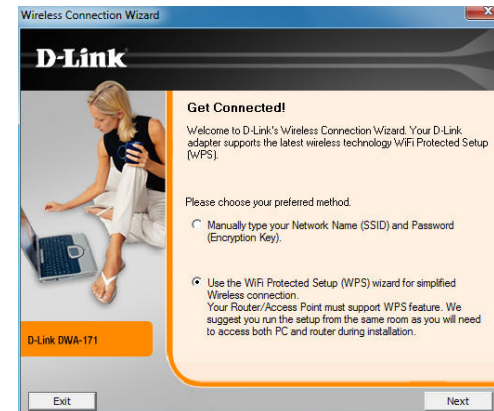 Wireless Connection Wizard
D-Link
Get Connected!
Welcome to D-Link's Wireless Connection Wizard. Your D-Link
adapter supports the latest wireless technology WiFi Protected Setup
(WPS).
Please choose your preferred method.
Manually type your Network Name (SSID) and Password
(Encryption Key).
Use the WiFi Protected Setup (WPS) wizard for simplified
Wireless connection.
Your Router/Access Point must support WPS feature. We
suggest you run the setup from the same room as you will need
to access both PC and router during installation.
D-Link DWA-171
Exit
Next